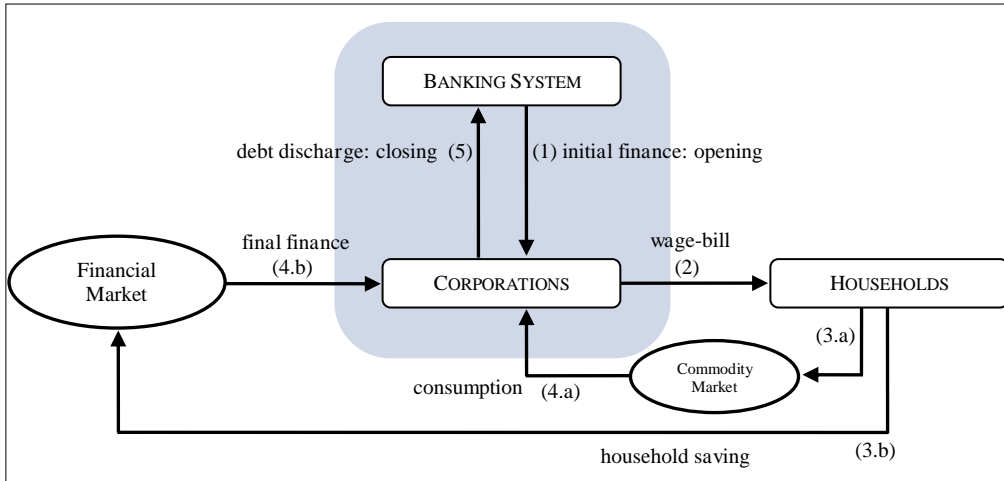 BANKING SYSTEM
debt discharge: closing (5)
(1) initial finance: opening
final finance
(4.b)
wage-bill
(2)
Financial
Market
CORPORATIONS
HOUSEHOLDS
(3.a)
Commodity
Market
consumption
(4.a)
household saving
(3.b)